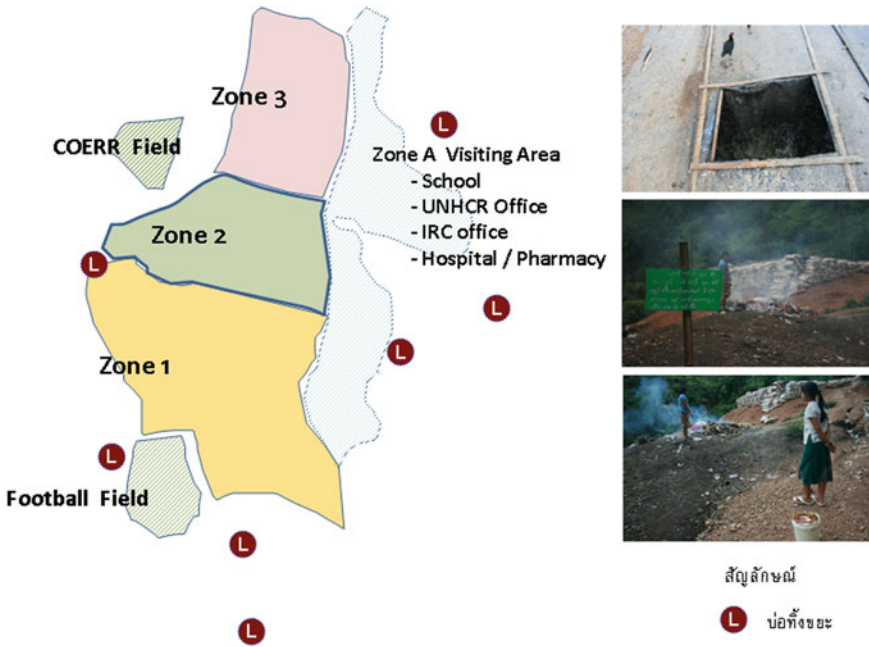 Zone 3
COERR Field
Zone A Visiting Area
- School
- UNHCR Office
- IRC office
- Hospital / Pharmacy
Zone 2
L
L
L
L
Zone 1
L
Football Field
L
L
สัญลักษณ์
L บ่อทิ้งขยะ